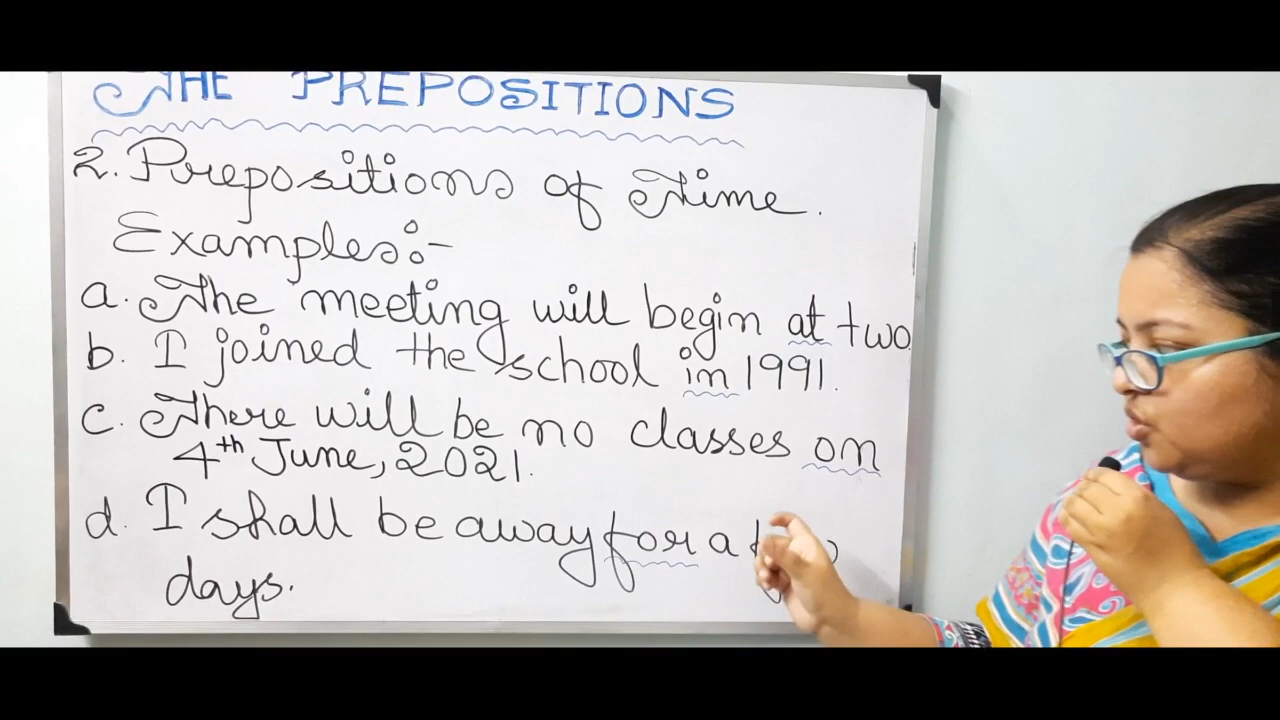 THE PREPOSITIONS
2. Prepositions of Time.
Examples:-
a. The meeting will begin at two.
b. I joined the school in 1991.
c. There will be no classes on
4th June, 2021.
d. I shall be away for a
days.